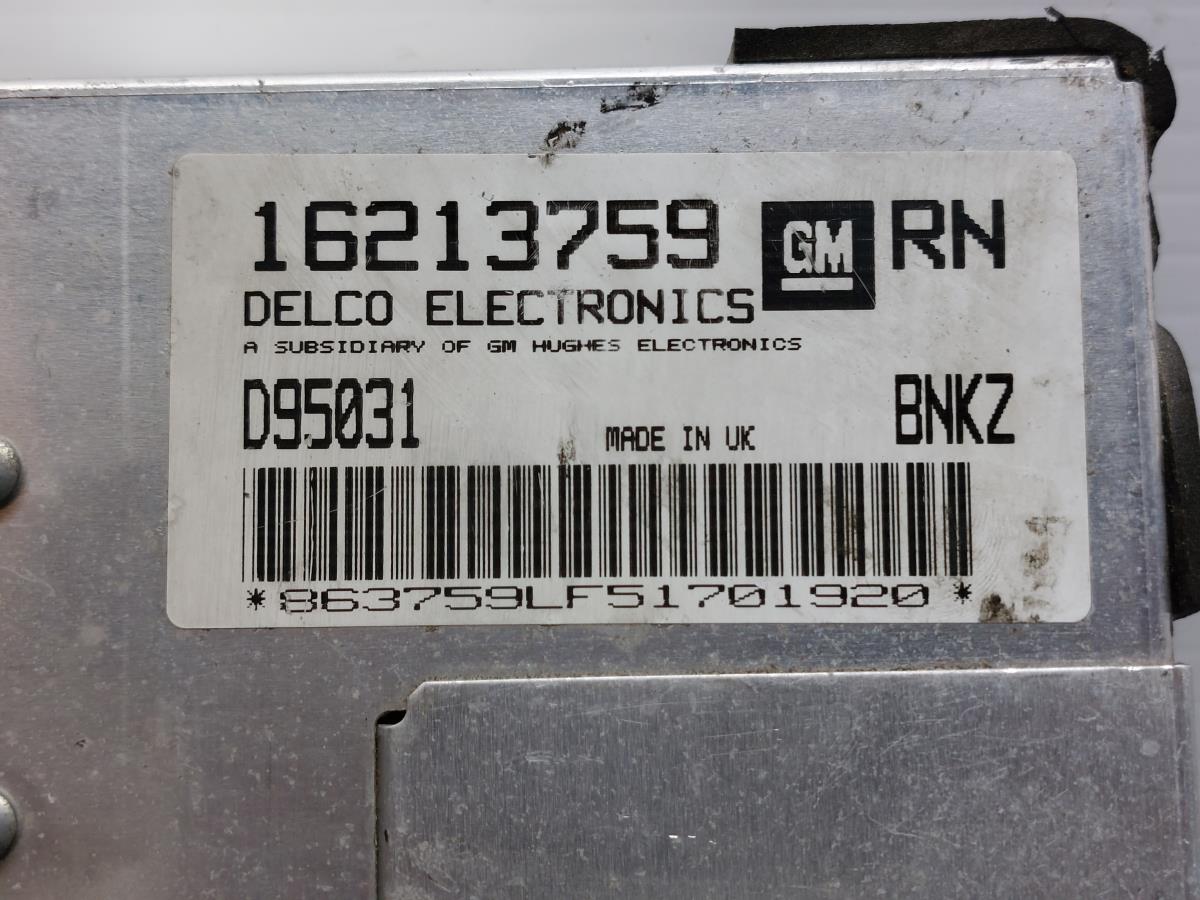 16213759 GM RN
DELCO ELECTRONICS
A SUBSIDIARY OF GM HUGHES ELECTRONICS
D95031 MADE IN UK BNKZ
*863759LF51701920*